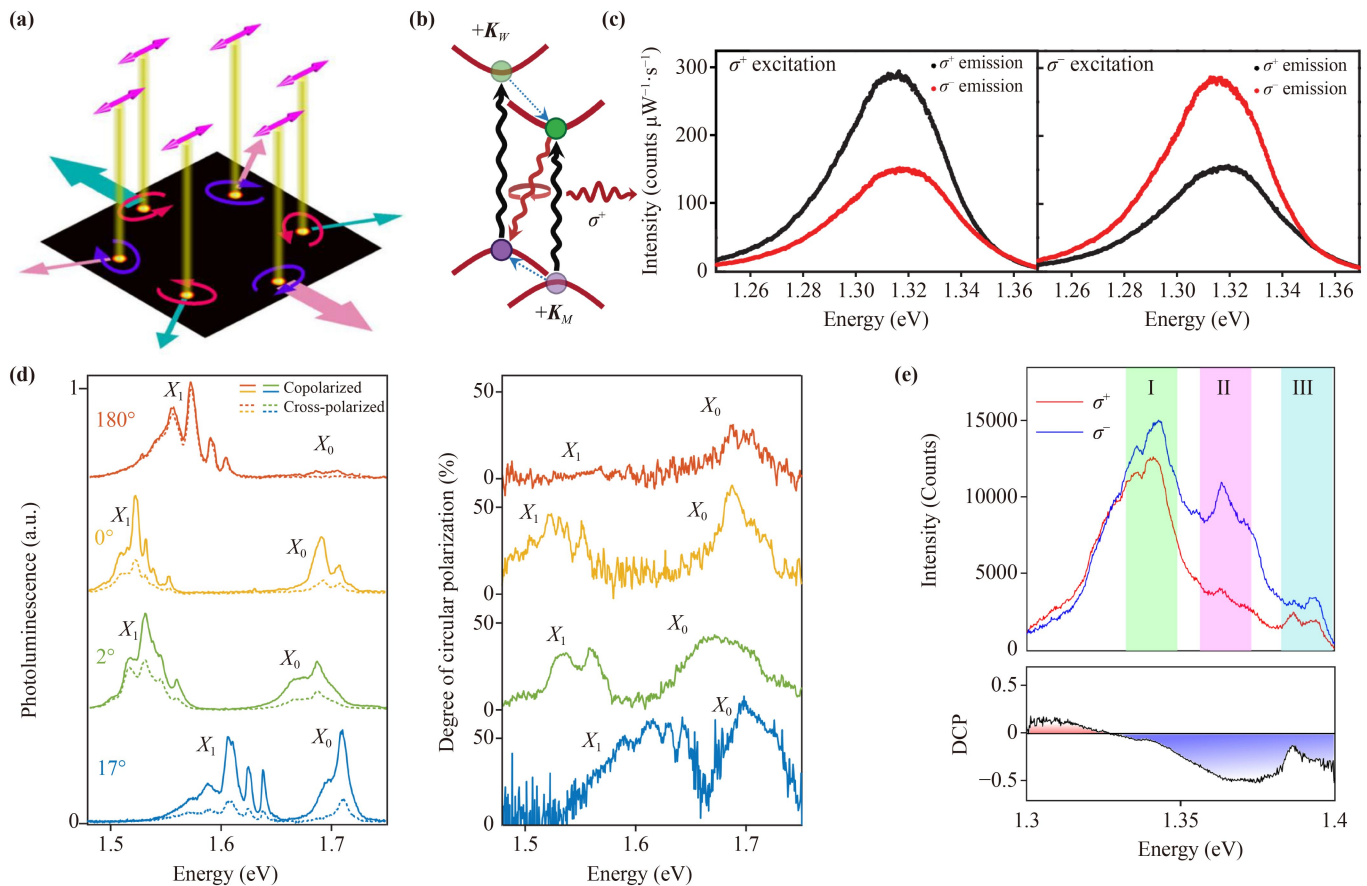 (a)
(b)
+K_W
σ⁺
+K_M
(c)
Intensity (counts μW⁻¹·s⁻¹)
300
200
100
0
σ⁺ excitation
σ⁺ emission
σ⁻ emission
1.26 1.28 1.30 1.32 1.34 1.36
Energy (eV)
σ⁻ excitation
σ⁺ emission
σ⁻ emission
1.26 1.28 1.30 1.32 1.34 1.36
Energy (eV)
(d)
Photoluminescence (a.u.)
1
0
Copolarized
Cross-polarized
180°
X₁
X₀
0°
X₁
X₀
2°
X₁
X₀
17°
X₁
X₀
1.5 1.6 1.7
Energy (eV)
Degree of circular polarization (%)
50
0
50
0
50
0
50
0
X₁
X₀
X₁
X₀
X₁
X₀
X₁
X₀
1.5 1.6 1.7
Energy (eV)
(e)
Intensity (Counts)
15000
10000
5000
0
σ⁺
σ⁻
I II III
DCP
0.5
0
−0.5
1.3 1.35 1.4
Energy (eV)